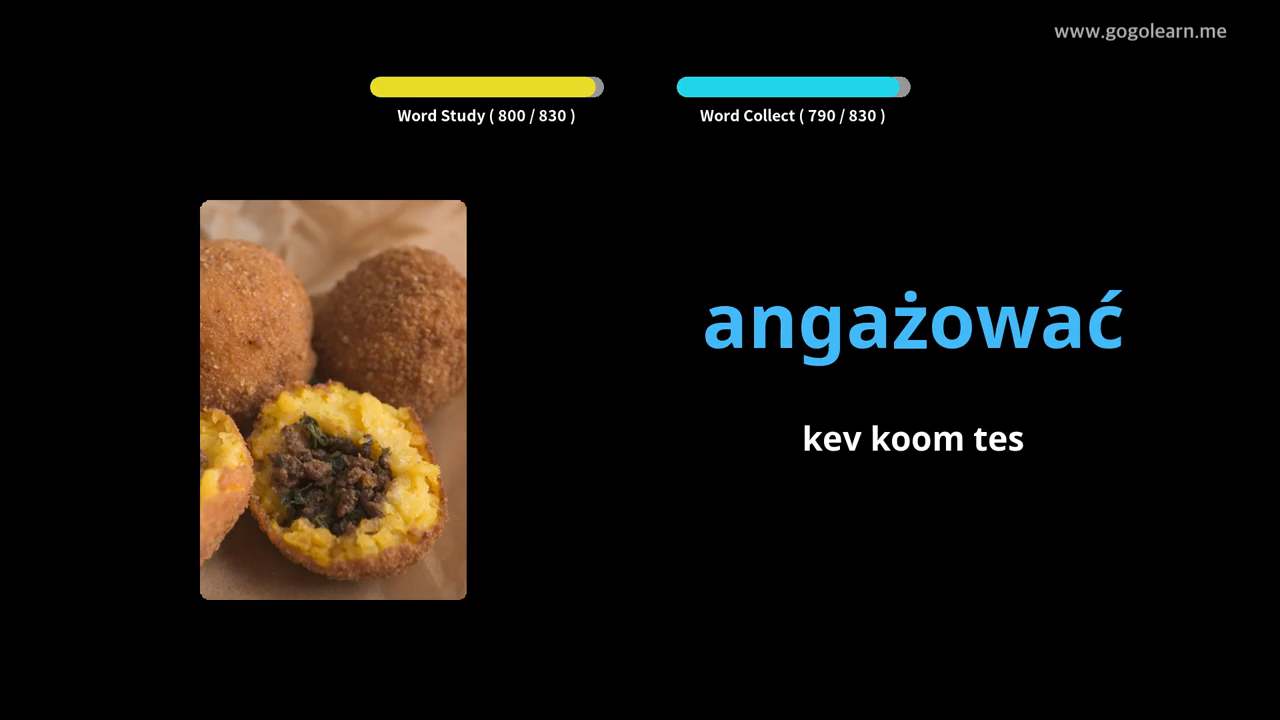 www.gogolearn.me
Word Study ( 800 / 830 )
Word Collect ( 790 / 830 )
angażować
kev koom tes